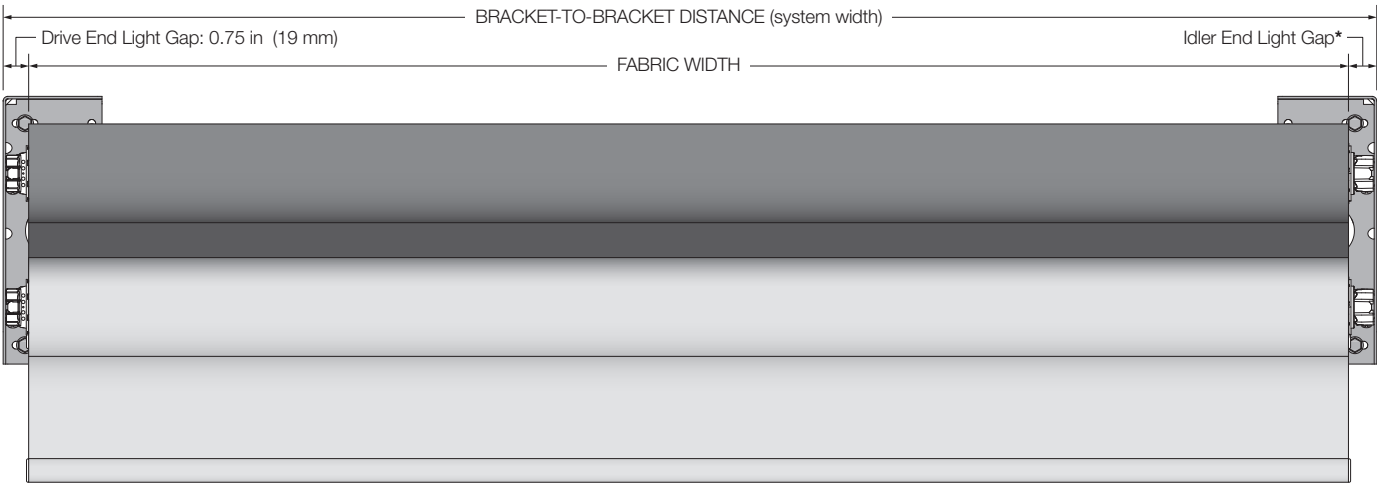 BRACKET-TO-BRACKET DISTANCE (system width)
Drive End Light Gap: 0.75 in (19 mm)
Idler End Light Gap*
FABRIC WIDTH